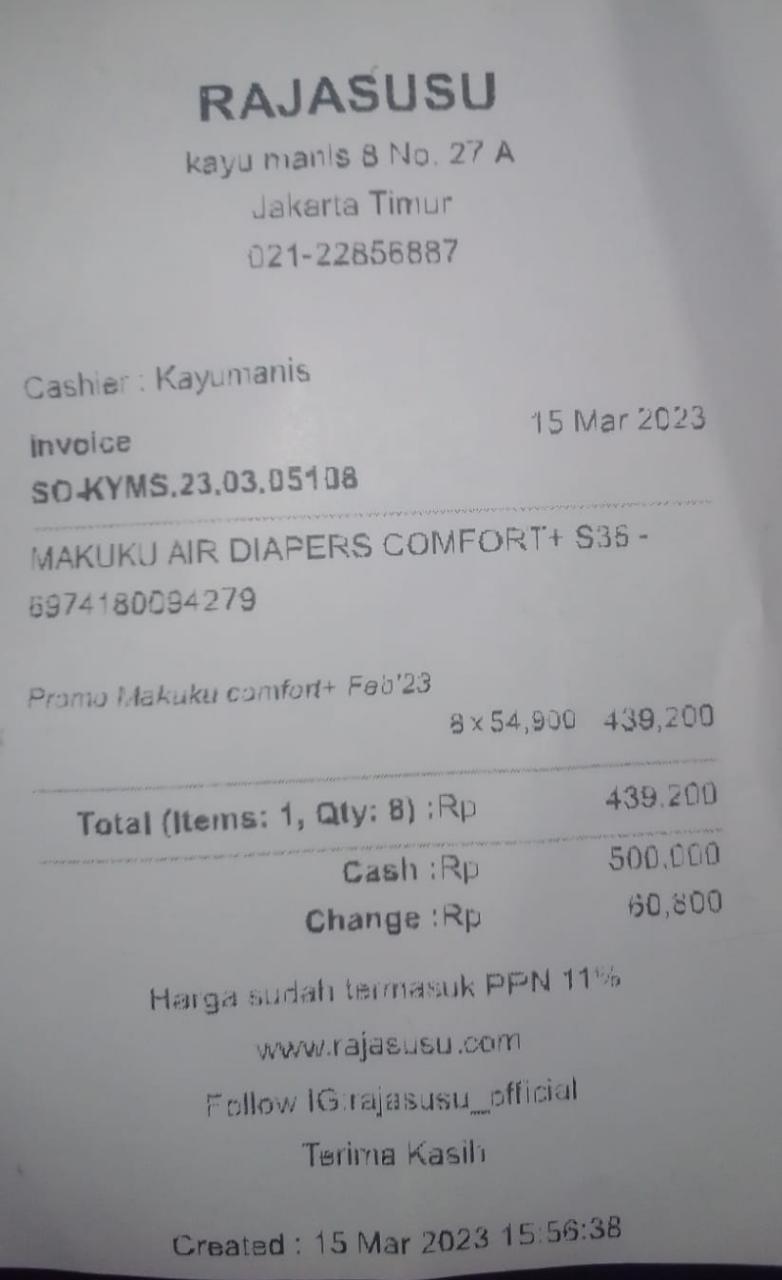 RAJASUSU
kayu manis 8 No. 27 A
Jakarta Timur
021-22856887
Cashier : Kayumanis
invoice 15 Mar 2023
SO-KYMS.23.03.05108
MAKUKU AIR DIAPERS COMFORT+ S36 -
6974180094279
Promo Makuku comfort+ Feb'23
8 x 54,900 439,200
Total (Items: 1, Qty: 8) :Rp 439.200
Cash :Rp 500.000
Change :Rp 60,800
Harga sudah termasuk PPN 11%
www.rajasusu.com
Follow IG:rajasusu_official
Terima Kasih
Created : 15 Mar 2023 15:56:38